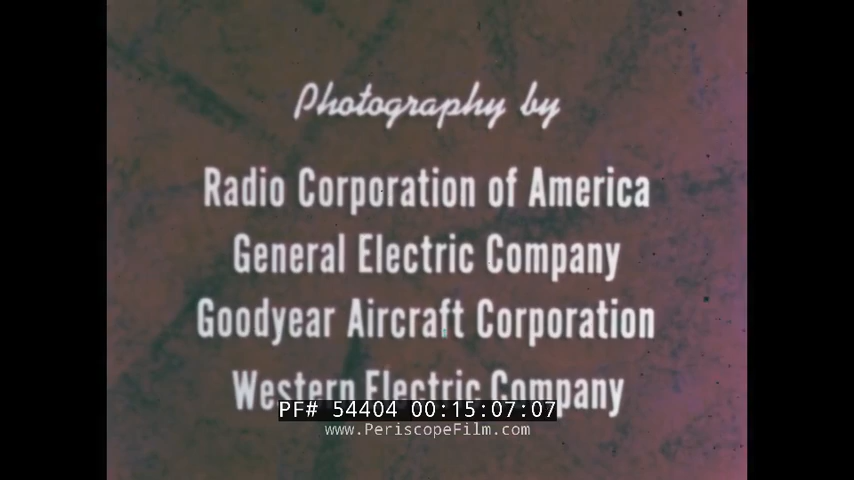 Photography by
Radio Corporation of America
General Electric Company
Goodyear Aircraft Corporation
Western Electric Company
PF# 54404 00:15:07:07
www.PeriscopeFilm.com